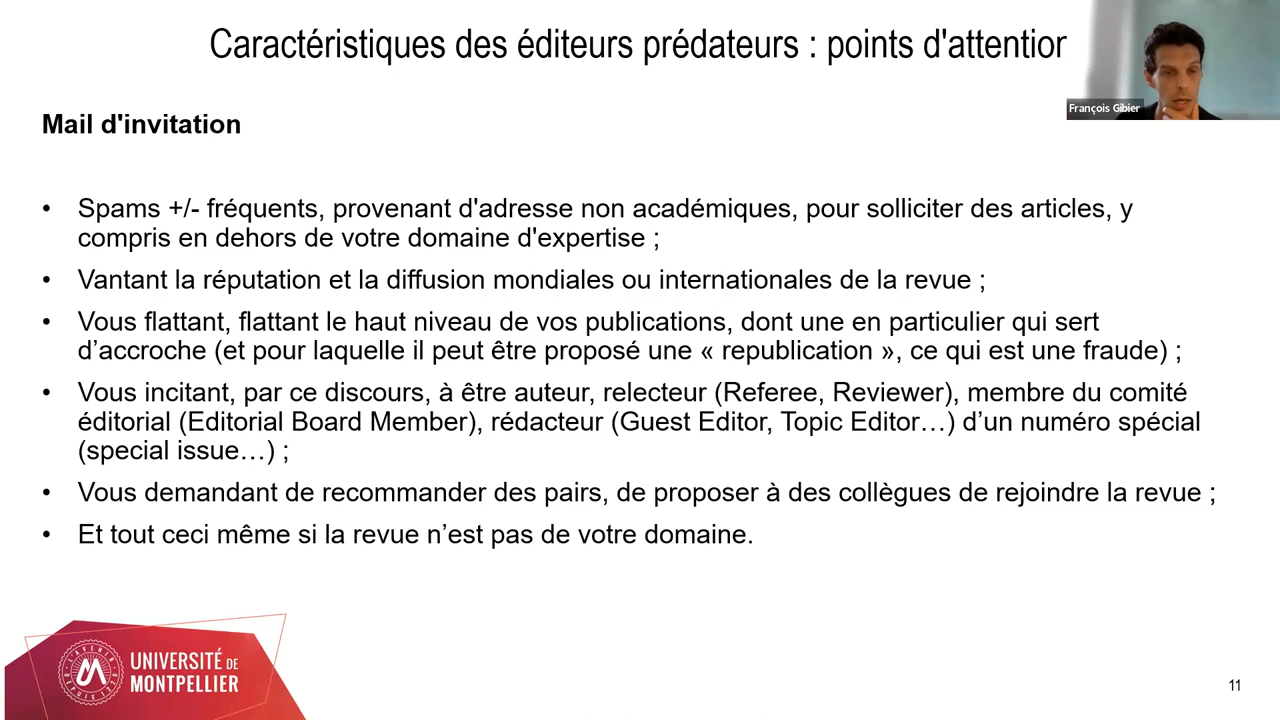 Caractéristiques des éditeurs prédateurs : points d'attention
François Gibier
Mail d'invitation
• Spams +/- fréquents, provenant d'adresse non académiques, pour solliciter des articles, y
compris en dehors de votre domaine d'expertise ;
• Vantant la réputation et la diffusion mondiales ou internationales de la revue ;
• Vous flattant, flattant le haut niveau de vos publications, dont une en particulier qui sert
d’accroche (et pour laquelle il peut être proposé une « republication », ce qui est une fraude) ;
• Vous incitant, par ce discours, à être auteur, relecteur (Referee, Reviewer), membre du comité
éditorial (Editorial Board Member), rédacteur (Guest Editor, Topic Editor…) d’un numéro spécial
(special issue…) ;
• Vous demandant de recommander des pairs, de proposer à des collègues de rejoindre la revue ;
• Et tout ceci même si la revue n’est pas de votre domaine.
L'AVENIR DEPUIS 1220
UNIVERSITÉ DE
MONTPELLIER
11